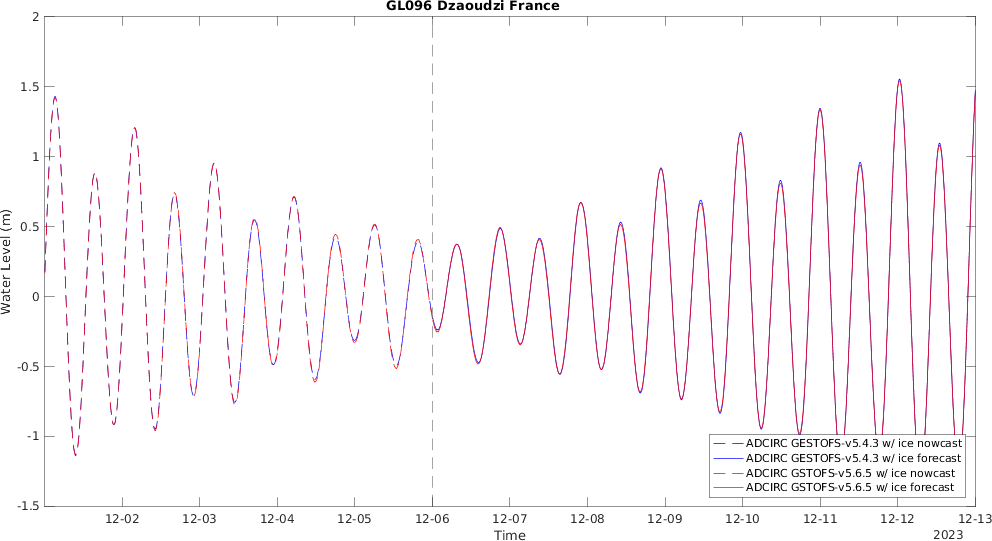 GL096 Dzaoudzi France
2
1.5
1
0.5
0
-0.5
-1
-1.5
Water Level (m)
12-02 12-03 12-04 12-05 12-06 12-07 12-08 12-09 12-10 12-11 12-12 12-13
Time
2023
ADCIRC GESTOFS-v5.4.3 w/ ice nowcast
ADCIRC GESTOFS-v5.4.3 w/ ice forecast
ADCIRC GSTOFS-v5.6.5 w/ ice nowcast
ADCIRC GSTOFS-v5.6.5 w/ ice forecast